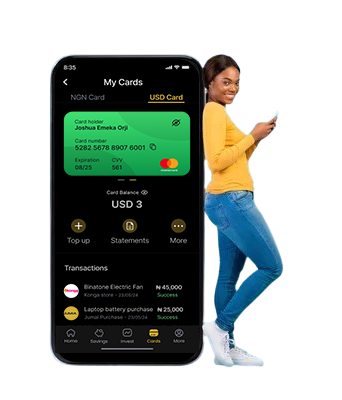 8:35
My Cards
NGN Card
USD Card
Card holder
Joshua Emeka Orji
Card number
5282 5678 8907 6001
Expiration
CVV
08/25
561
mastercard
Card Balance
USD 3
Top up
Statements
More
Transactions
Konga
Binatone Electric Fan
₦ 45,000
Konga store - 23/05/24
Success
JUMIA
Laptop battery purchase
₦ 25,000
Jumai Purchase - 23/05/24
Success
Home
Savings
Invest
Cards
More